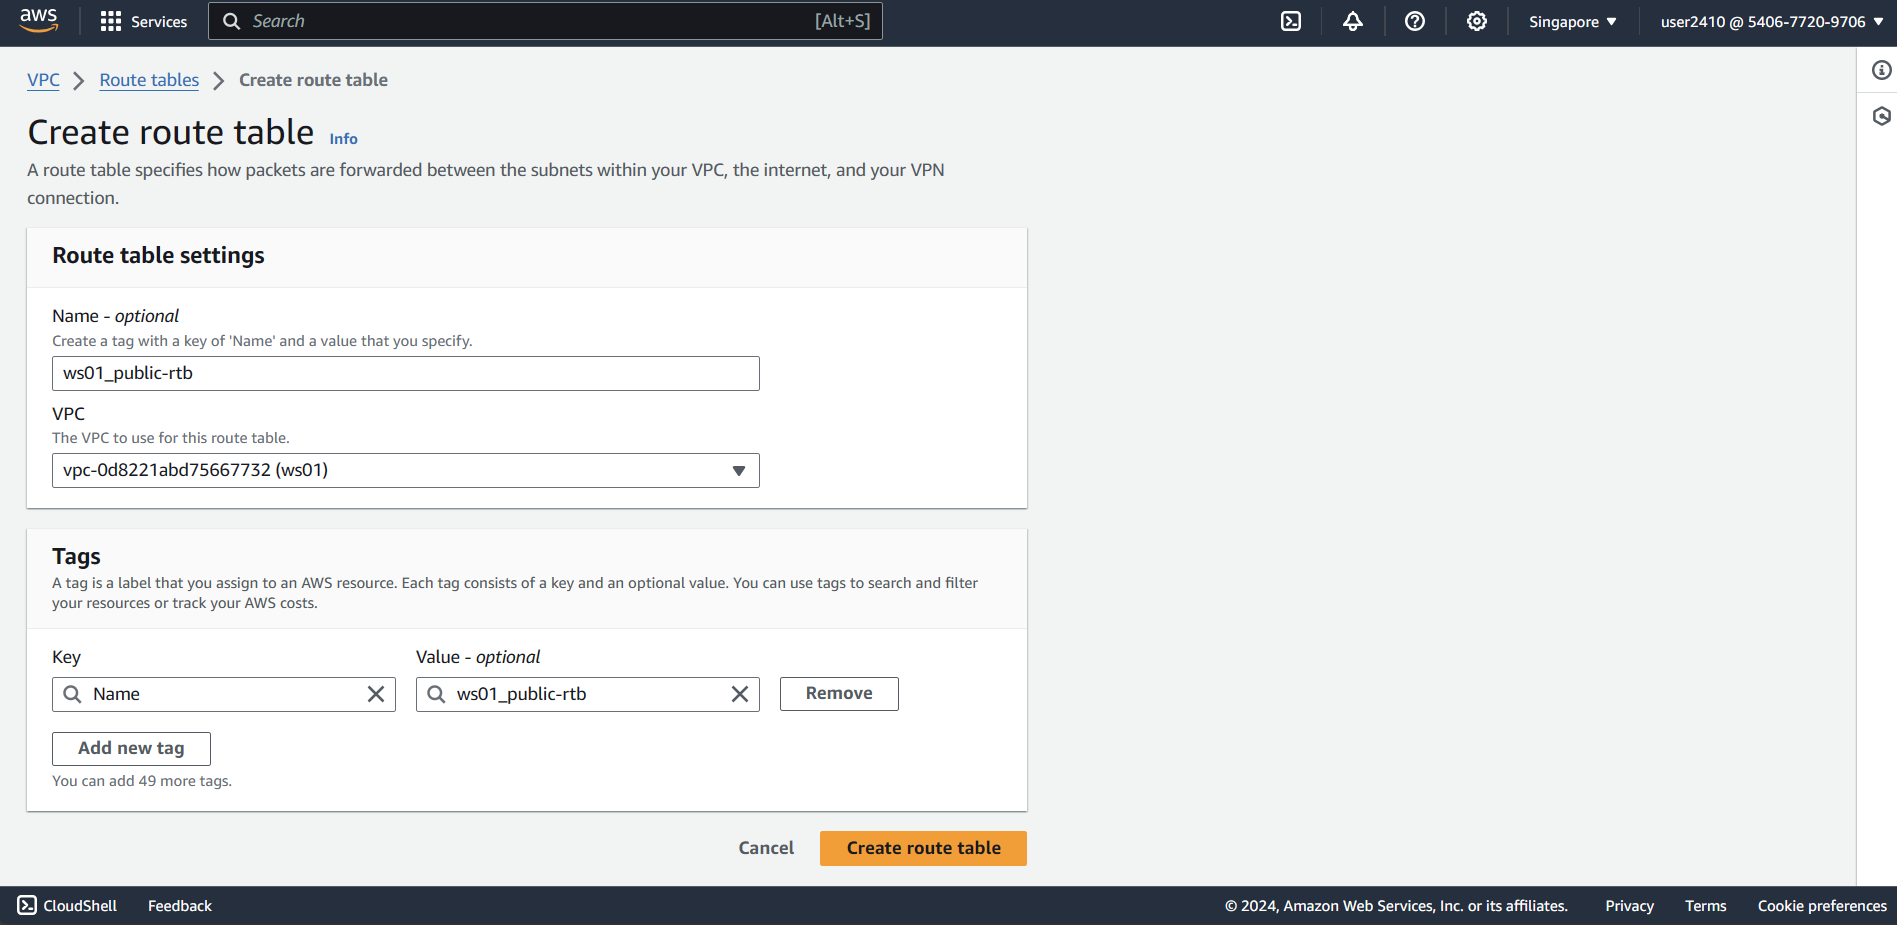 aws Services Search [Alt+S] Singapore user2410 @ 5406-7720-9706
VPC Route tables Create route table
Create route table Info
A route table specifies how packets are forwarded between the subnets within your VPC, the internet, and your VPN
connection.
Route table settings
Name - optional
Create a tag with a key of 'Name' and a value that you specify.
ws01_public-rtb
VPC
The VPC to use for this route table.
vpc-0d8221abd75667732 (ws01)
Tags
A tag is a label that you assign to an AWS resource. Each tag consists of a key and an optional value. You can use tags to search and filter
your resources or track your AWS costs.
Key Value - optional
Name ws01_public-rtb Remove
Add new tag
You can add 49 more tags.
Cancel Create route table
CloudShell Feedback © 2024, Amazon Web Services, Inc. or its affiliates. Privacy Terms Cookie preferences